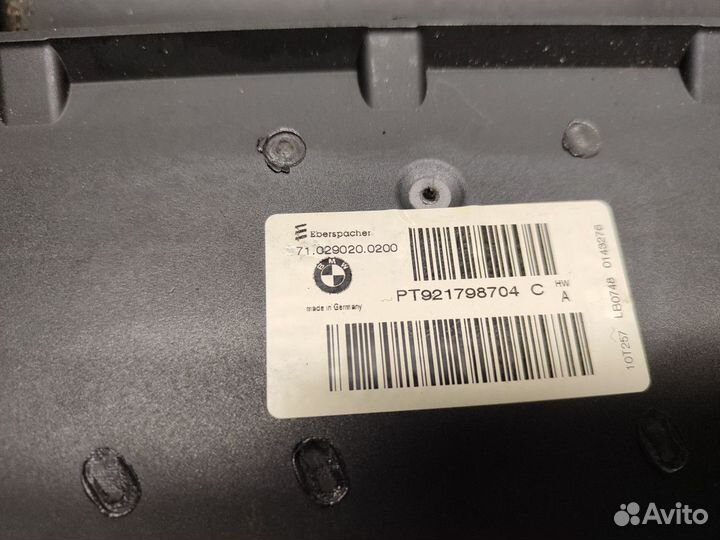 Eberspächer
71.029020.0200
BMW
made in Germany
PT921798704 C
HW
A
10T257 LB0748 0143276
Avito